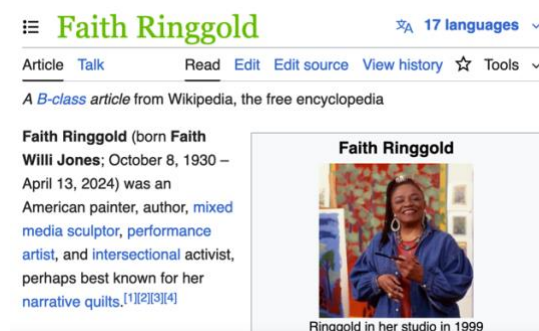 Faith Ringgold
17 languages
Article Talk Read Edit Edit source View history Tools
A B-class article from Wikipedia, the free encyclopedia
Faith Ringgold (born Faith
Willi Jones; October 8, 1930 –
April 13, 2024) was an
American painter, author, mixed
media sculptor, performance
artist, and intersectional activist,
perhaps best known for her
narrative quilts.[1][2][3][4]
Faith Ringgold
Ringgold in her studio in 1999